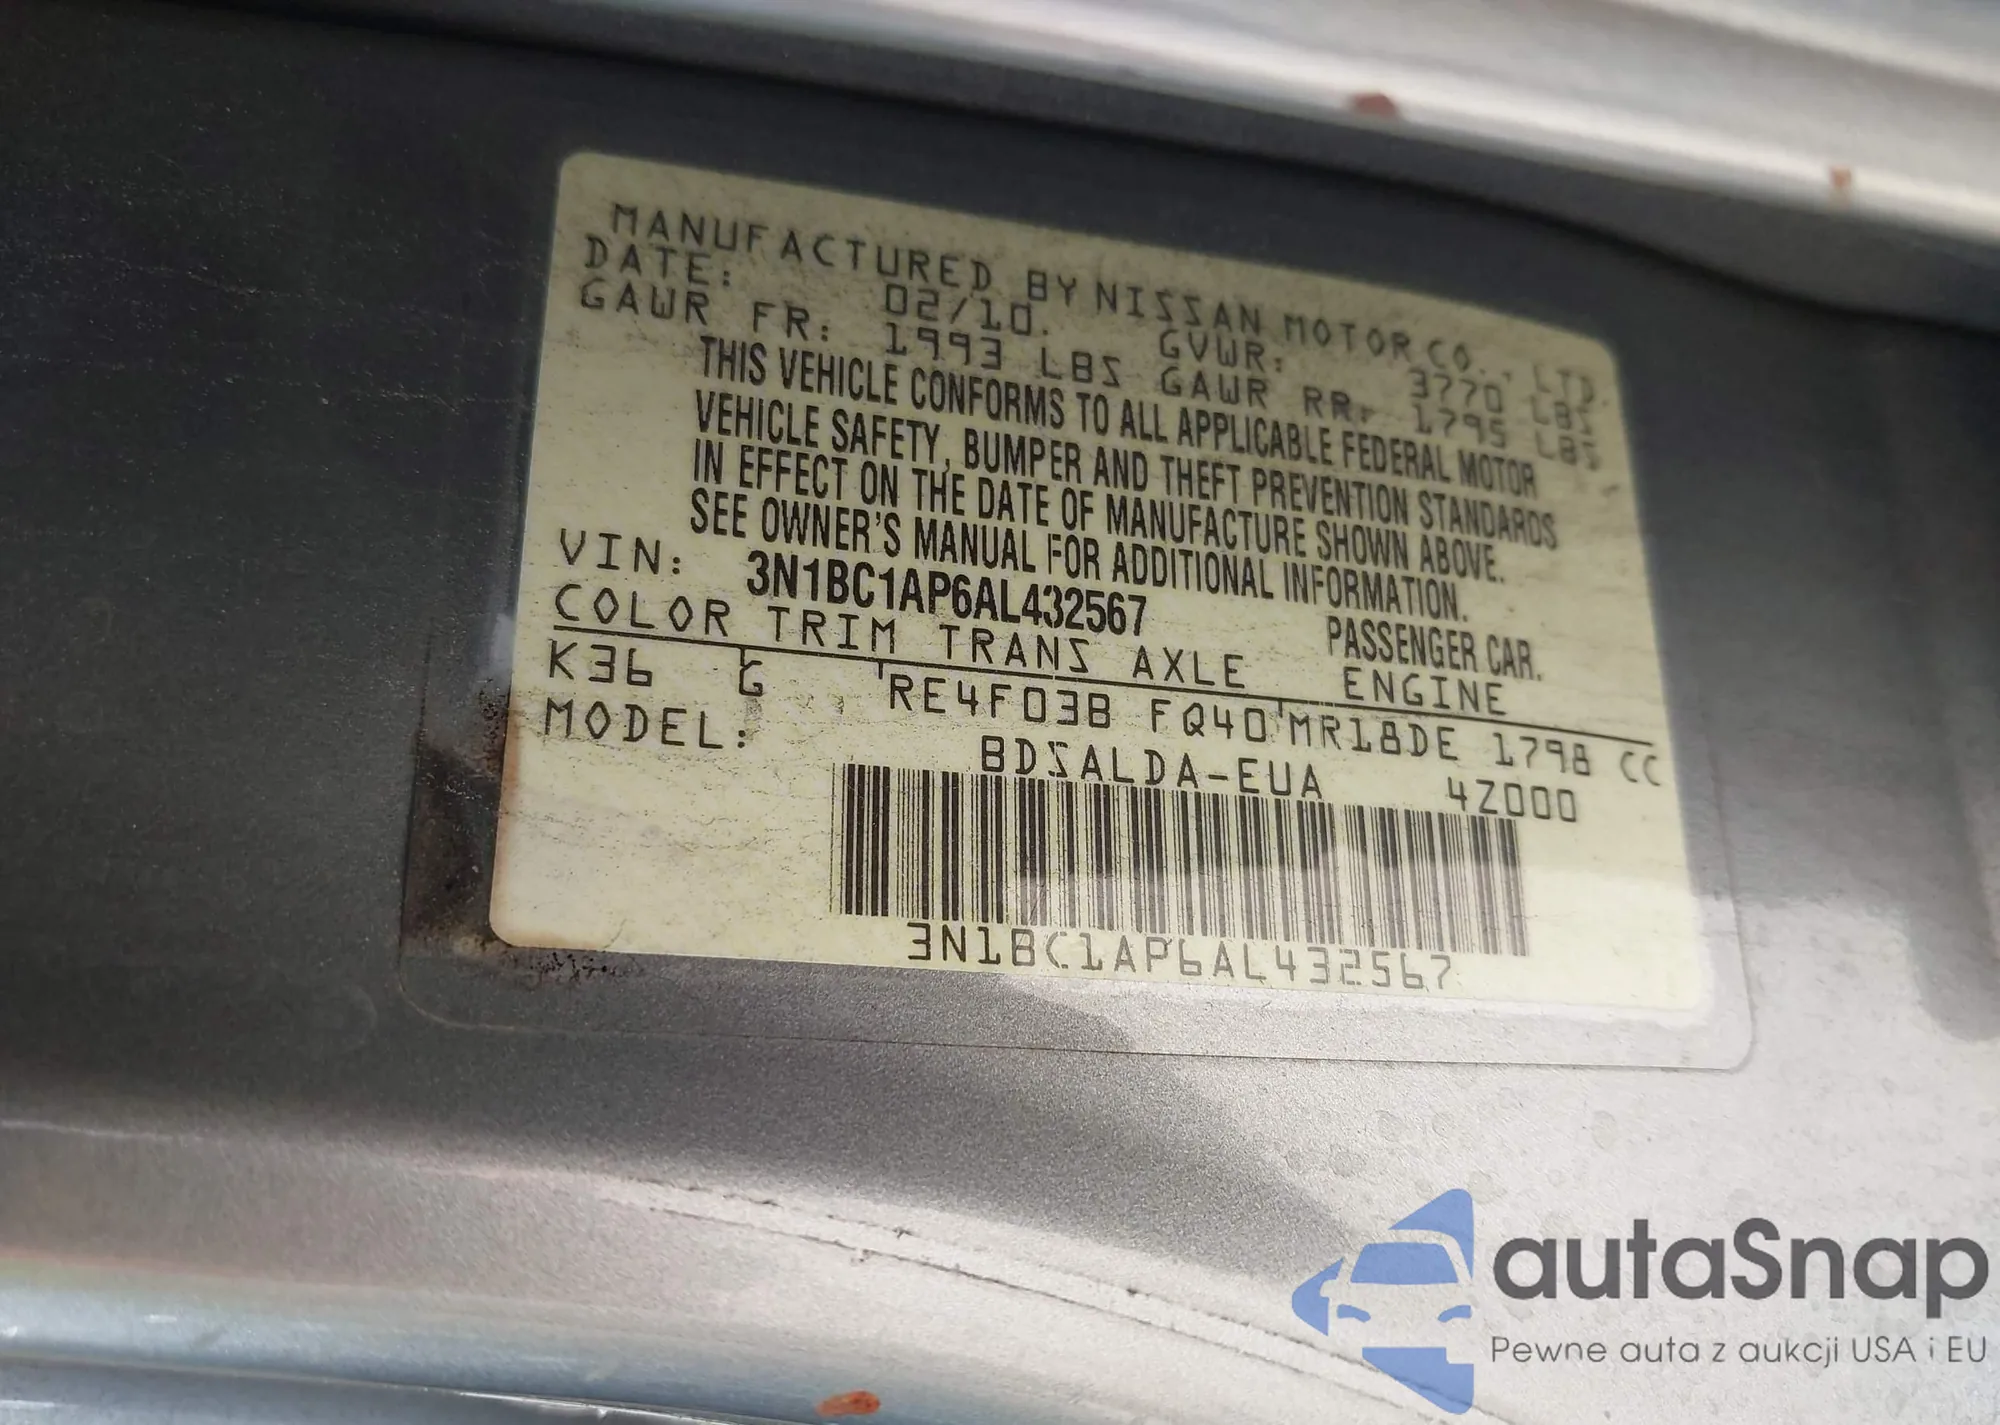 MANUFACTURED BY NISSAN MOTOR CO., LTD.
DATE: 02/10. GVWR: 3770 LBS
GAWR FR: 1993 LBS GAWR RR: 1795 LBS
THIS VEHICLE CONFORMS TO ALL APPLICABLE FEDERAL MOTOR
VEHICLE SAFETY, BUMPER AND THEFT PREVENTION STANDARDS
IN EFFECT ON THE DATE OF MANUFACTURE SHOWN ABOVE.
SEE OWNER'S MANUAL FOR ADDITIONAL INFORMATION.
VIN: 3N1BC1AP6AL432567 PASSENGER CAR.
COLOR TRIM TRANS AXLE ENGINE
K36 G RE4F03B FQ40 MR18DE 1798 CC
MODEL: BDSALDA-EUA 4Z000
3N1BC1AP6AL432567
autaSnap
Pewne auta z aukcji USA i EU